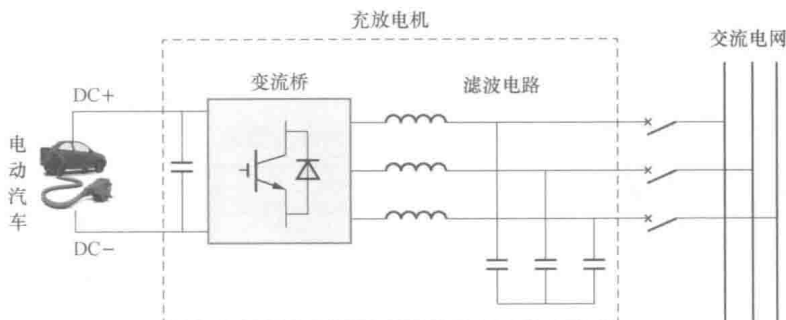 充放电机
交流电网
变流桥
滤波电路
DC+
电动汽车
DC−